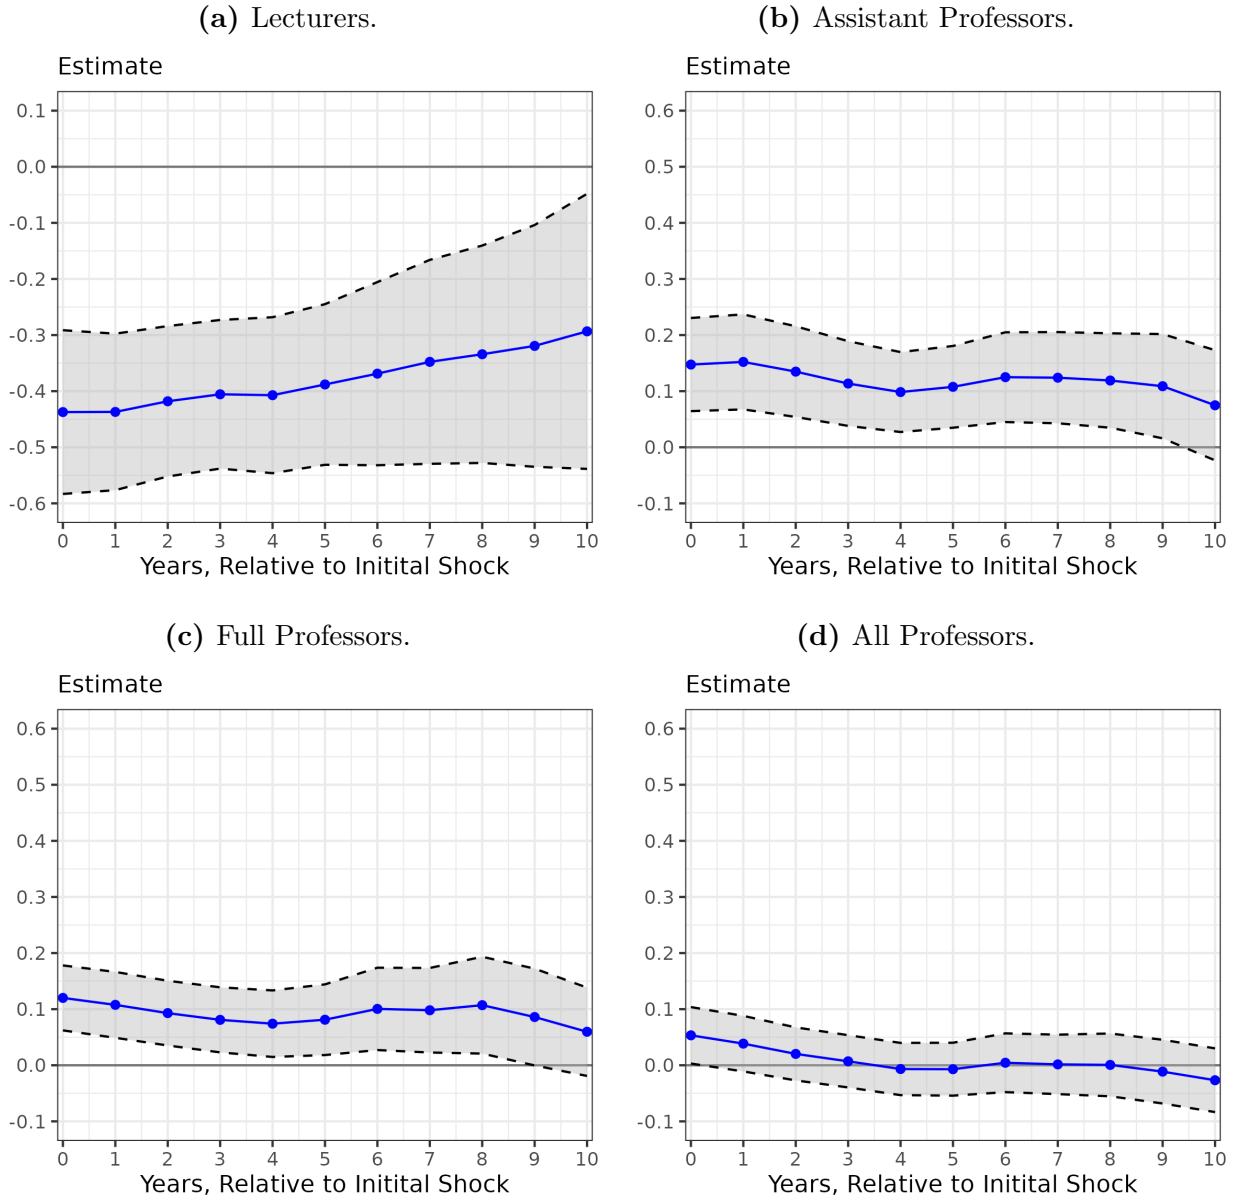 (a) Lecturers.
Estimate
0.1
0.0
-0.1
-0.2
-0.3
-0.4
-0.5
-0.6
0 1 2 3 4 5 6 7 8 9 10
Years, Relative to Initital Shock
(b) Assistant Professors.
Estimate
0.6
0.5
0.4
0.3
0.2
0.1
0.0
-0.1
0 1 2 3 4 5 6 7 8 9 10
Years, Relative to Initital Shock
(c) Full Professors.
Estimate
0.6
0.5
0.4
0.3
0.2
0.1
0.0
-0.1
0 1 2 3 4 5 6 7 8 9 10
Years, Relative to Initital Shock
(d) All Professors.
Estimate
0.6
0.5
0.4
0.3
0.2
0.1
0.0
-0.1
0 1 2 3 4 5 6 7 8 9 10
Years, Relative to Initital Shock